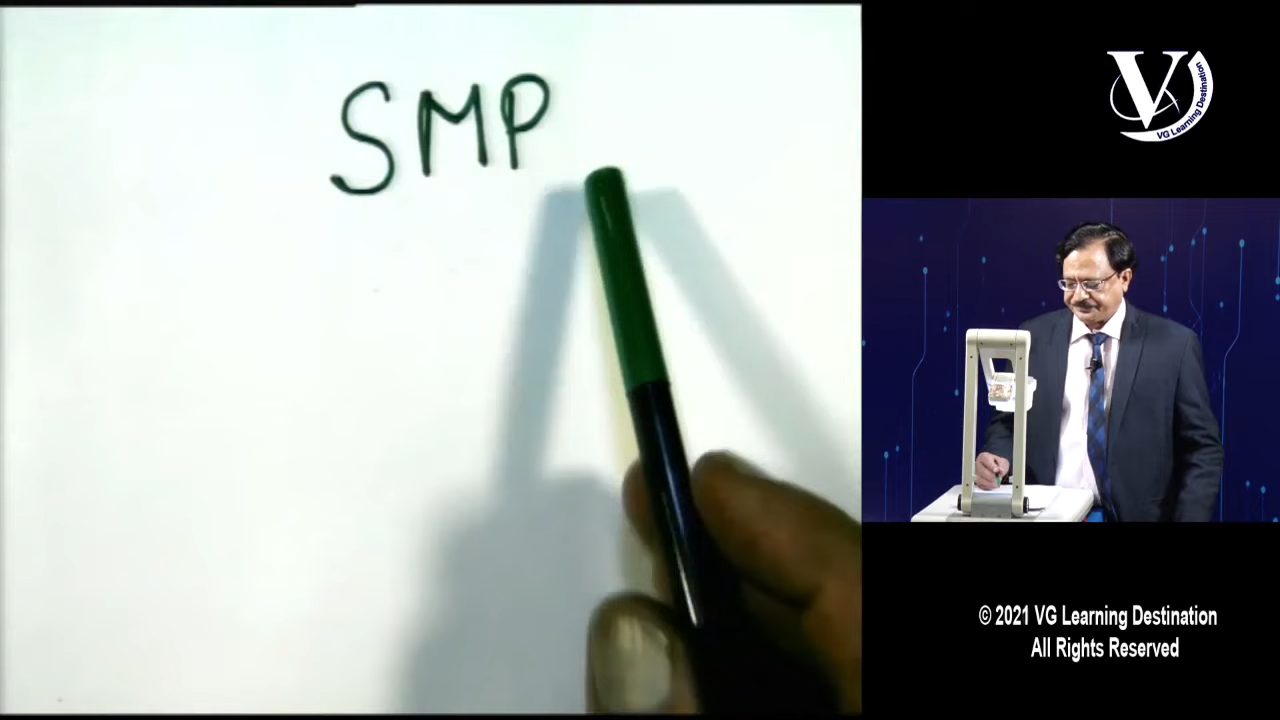 SMP
V
VG Learning Destination
© 2021 VG Learning Destination
All Rights Reserved